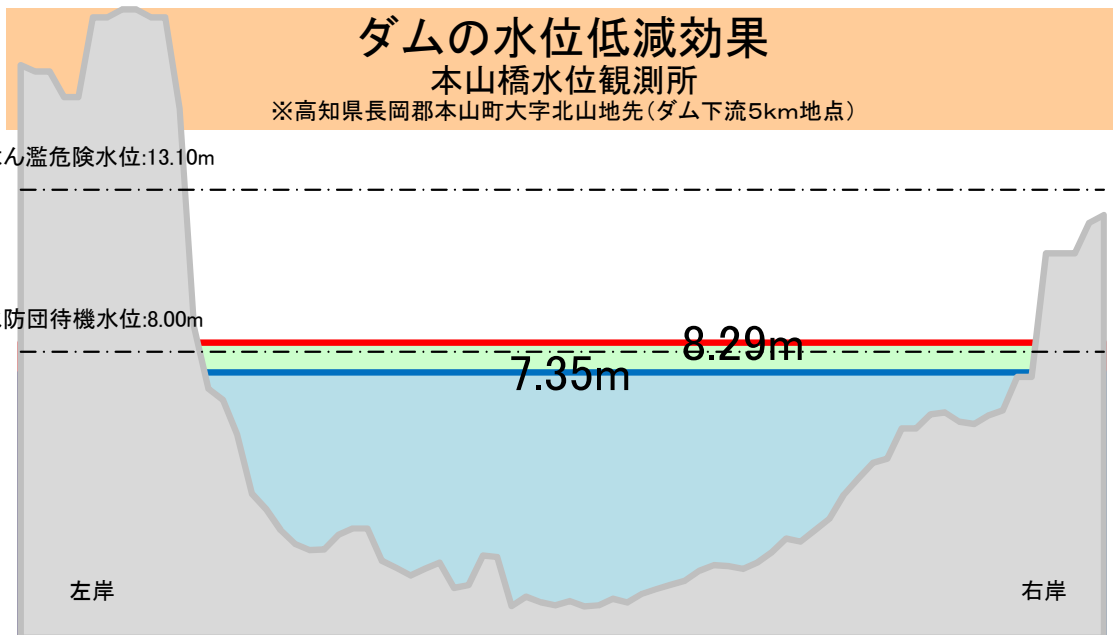 ダムの水位低減効果
本山橋水位観測所
※高知県長岡郡本山町大字北山地先(ダム下流5km地点)
ん濫危険水位:13.10m
防団待機水位:8.00m
8.29m
7.35m
左岸
右岸